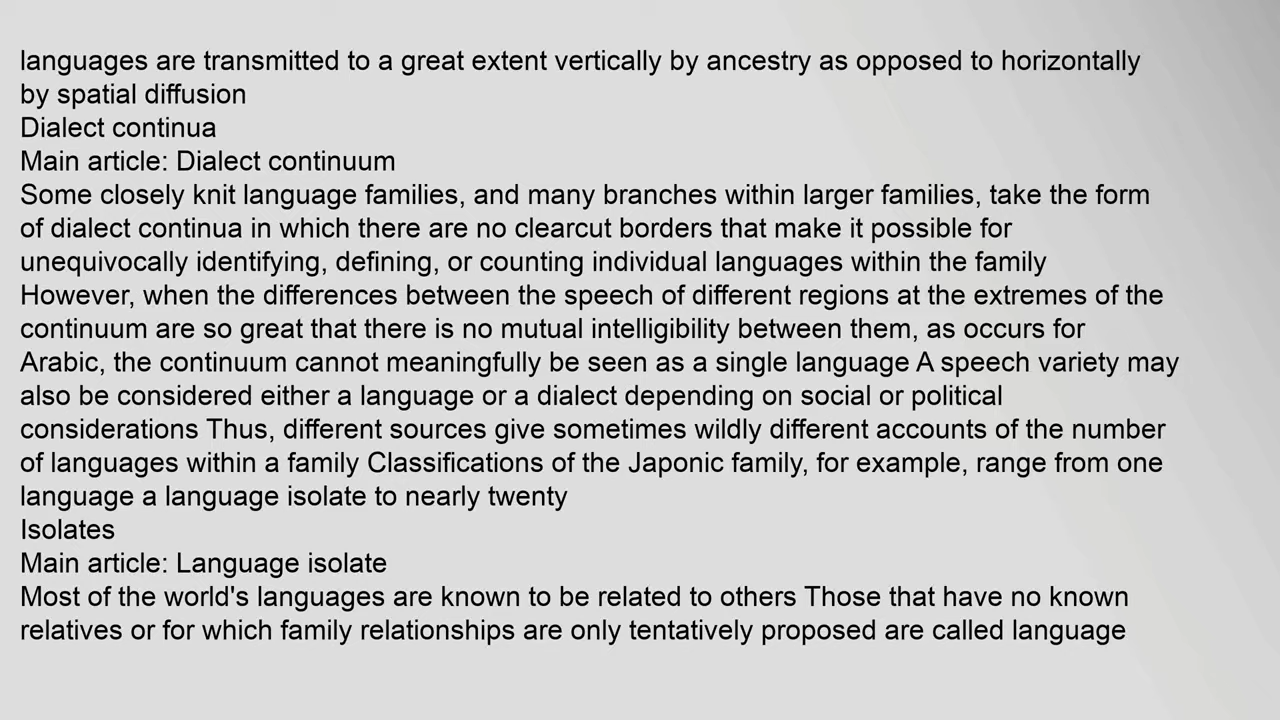 languages are transmitted to a great extent vertically by ancestry as opposed to horizontally
by spatial diffusion
Dialect continua
Main article: Dialect continuum
Some closely knit language families, and many branches within larger families, take the form
of dialect continua in which there are no clearcut borders that make it possible for
unequivocally identifying, defining, or counting individual languages within the family
However, when the differences between the speech of different regions at the extremes of the
continuum are so great that there is no mutual intelligibility between them, as occurs for
Arabic, the continuum cannot meaningfully be seen as a single language A speech variety may
also be considered either a language or a dialect depending on social or political
considerations Thus, different sources give sometimes wildly different accounts of the number
of languages within a family Classifications of the Japonic family, for example, range from one
language a language isolate to nearly twenty
Isolates
Main article: Language isolate
Most of the world's languages are known to be related to others Those that have no known
relatives or for which family relationships are only tentatively proposed are called language